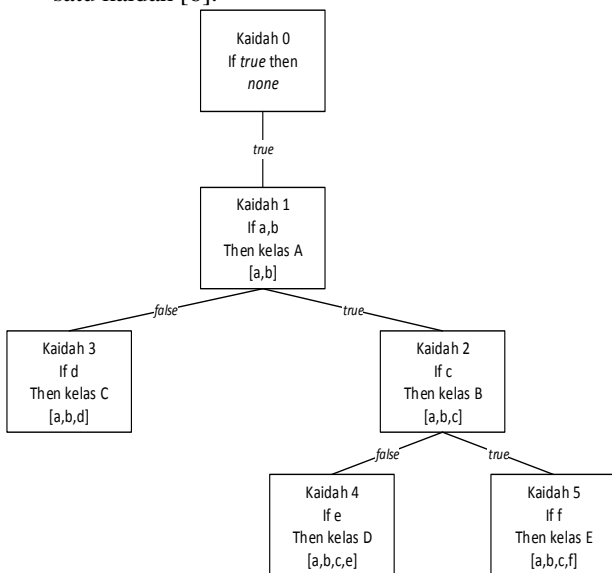 satu kaidah [6].
Kaidah 0
If true then
none
true
Kaidah 1
If a,b
Then kelas A
[a,b]
false
true
Kaidah 3
If d
Then kelas C
[a,b,d]
Kaidah 2
If c
Then kelas B
[a,b,c]
false
true
Kaidah 4
If e
Then kelas D
[a,b,c,e]
Kaidah 5
If f
Then kelas E
[a,b,c,f]